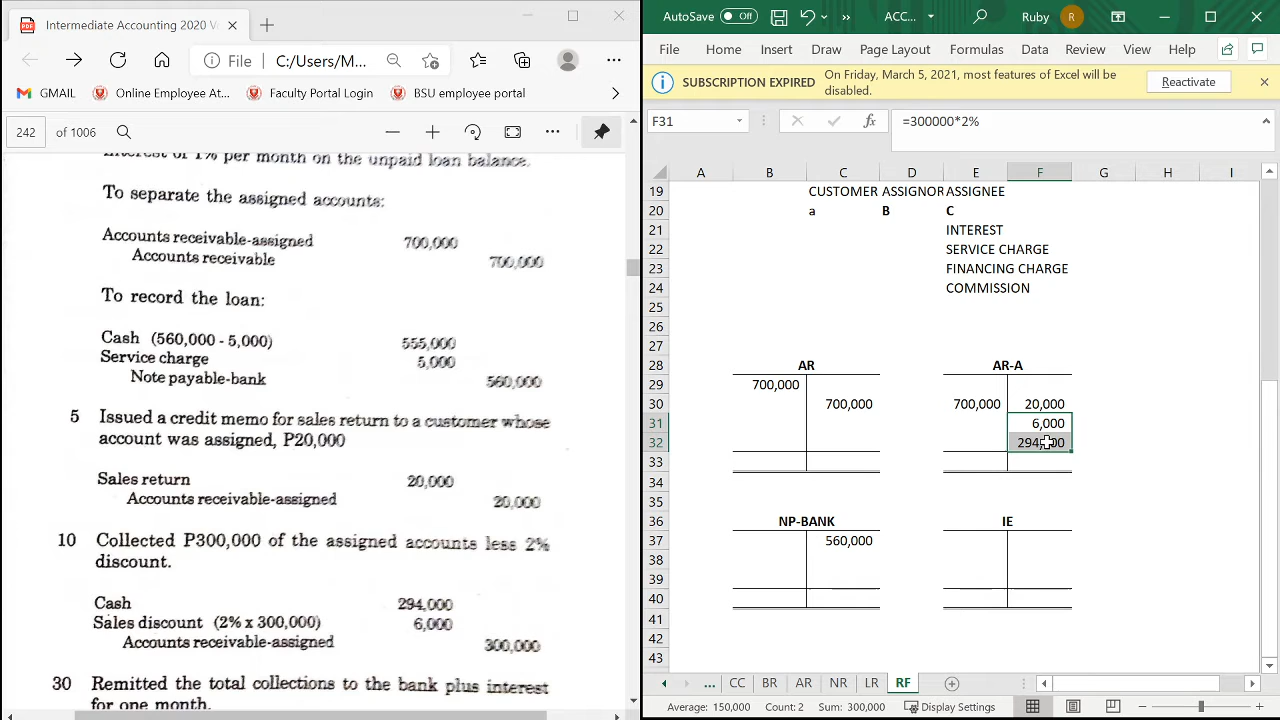 Intermediate Accounting 2020 V
File
C:/Users/M...
GMAIL
Online Employee At...
Faculty Portal Login
BSU employee portal
242 of 1006
Interest of 1% per month on the unpaid loan balance.
To separate the assigned accounts:
Accounts receivable-assigned 700,000
Accounts receivable 700,000
To record the loan:
Cash (560,000 - 5,000) 555,000
Service charge 5,000
Note payable-bank 560,000
5 Issued a credit memo for sales return to a customer whose
account was assigned, P20,000
Sales return 20,000
Accounts receivable-assigned 20,000
10 Collected P300,000 of the assigned accounts less 2%
discount.
Cash 294,000
Sales discount (2% x 300,000) 6,000
Accounts receivable-assigned 300,000
30 Remitted the total collections to the bank plus interest
for one month.
AutoSave Off ACC... Ruby R
File Home Insert Draw Page Layout Formulas Data Review View Help
SUBSCRIPTION EXPIRED On Friday, March 5, 2021, most features of Excel will be
disabled.
Reactivate
F31 fx =300000*2%
A B C D E F G H I
19 CUSTOMER ASSIGNOR ASSIGNEE
20 a B C
21 INTEREST
22 SERVICE CHARGE
23 FINANCING CHARGE
24 COMMISSION
25
26
27
28 AR AR-A
29 700,000
30 700,000 700,000 20,000
31 6,000
32
33
34
35
36 NP-BANK IE
37 560,000
38
39
40
41
42
43
... CC BR AR NR LR RF
Average: 150,000 Count: 2 Sum: 300,000 Display Settings